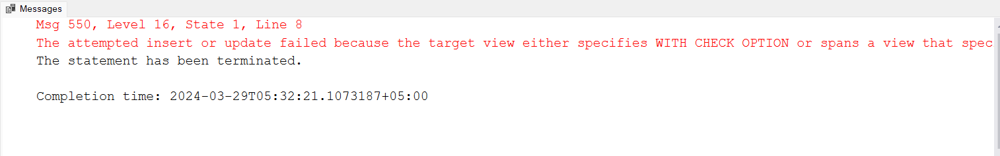 Messages
Msg 550, Level 16, State 1, Line 8
The attempted insert or update failed because the target view either specifies WITH CHECK OPTION or spans a view that spec
The statement has been terminated.
Completion time: 2024-03-29T05:32:21.1073187+05:00